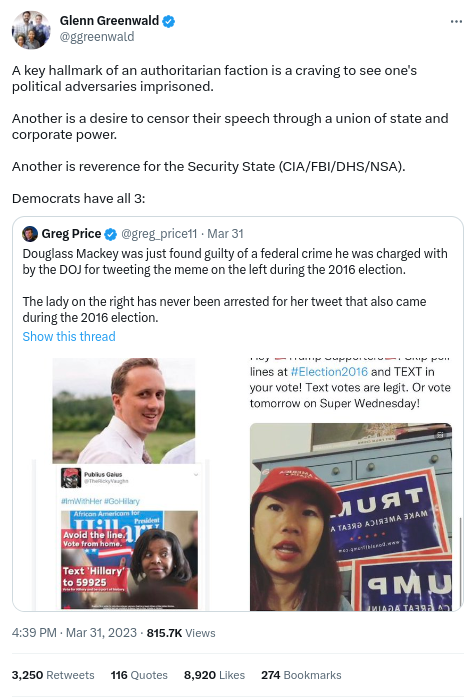 Glenn Greenwald
@ggreenwald
A key hallmark of an authoritarian faction is a craving to see one's
political adversaries imprisoned.
Another is a desire to censor their speech through a union of state and
corporate power.
Another is reverence for the Security State (CIA/FBI/DHS/NSA).
Democrats have all 3:
Greg Price @greg_price11 · Mar 31
Douglass Mackey was just found guilty of a federal crime he was charged with
by the DOJ for tweeting the meme on the left during the 2016 election.
The lady on the right has never been arrested for her tweet that also came
during the 2016 election.
Show this thread
Hey Trump Supporters! Skip poll
lines at #Election2016 and TEXT in
your vote! Text votes are legit. Or vote
tomorrow on Super Wednesday!
Publius Gaius
@TheRickyVaughn
#ImWithHer #GoHillary
African Americans for
Hillary
President
Avoid the line.
Vote from home.
Text 'Hillary'
to 59925
TRUMP
MAKE AMERICA GREAT A
UMP
GREAT AGAIN!
4:39 PM · Mar 31, 2023 · 815.7K Views
3,250 Retweets 116 Quotes 8,920 Likes 274 Bookmarks